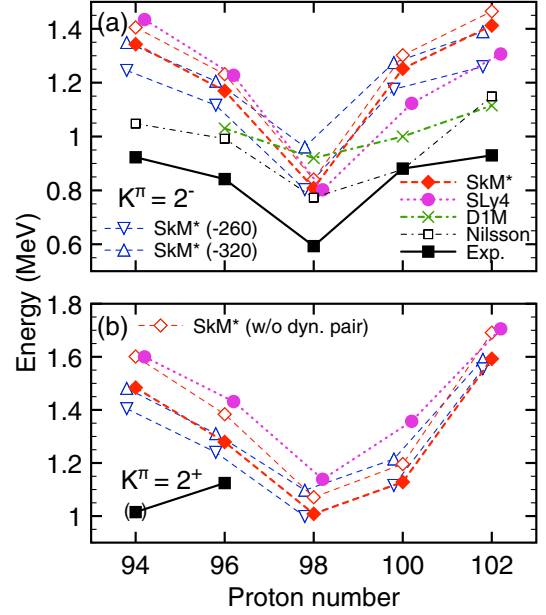 (a)
1.4
1.2
1
0.8
0.6
K^π = 2^-
SkM* (-260)
SkM* (-320)
SkM*
SLy4
D1M
Nilsson
Exp.
Energy (MeV)
(b)
SkM* (w/o dyn. pair)
1.8
1.6
1.4
1.2
1
K^π = 2^+
( )
94 96 98 100 102
Proton number